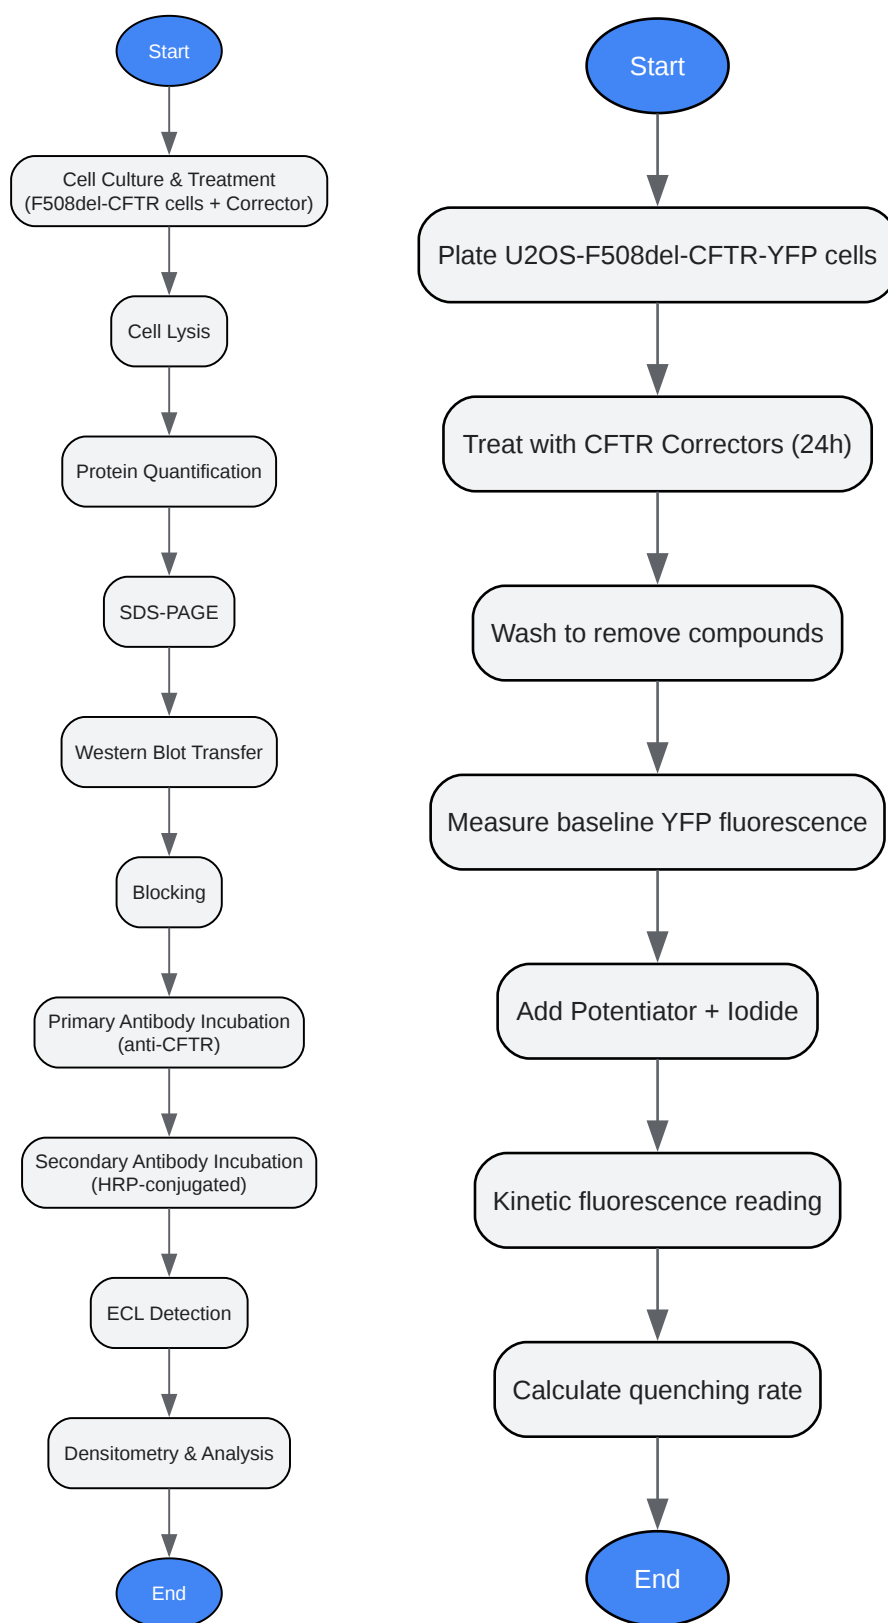 Start
Cell Culture & Treatment
(F508del-CFTR cells + Corrector)
Cell Lysis
Protein Quantification
SDS-PAGE
Western Blot Transfer
Blocking
Primary Antibody Incubation
(anti-CFTR)
Secondary Antibody Incubation
(HRP-conjugated)
ECL Detection
Densitometry & Analysis
End
Start
Plate U2OS-F508del-CFTR-YFP cells
Treat with CFTR Correctors (24h)
Wash to remove compounds
Measure baseline YFP fluorescence
Add Potentiator + Iodide
Kinetic fluorescence reading
Calculate quenching rate
End